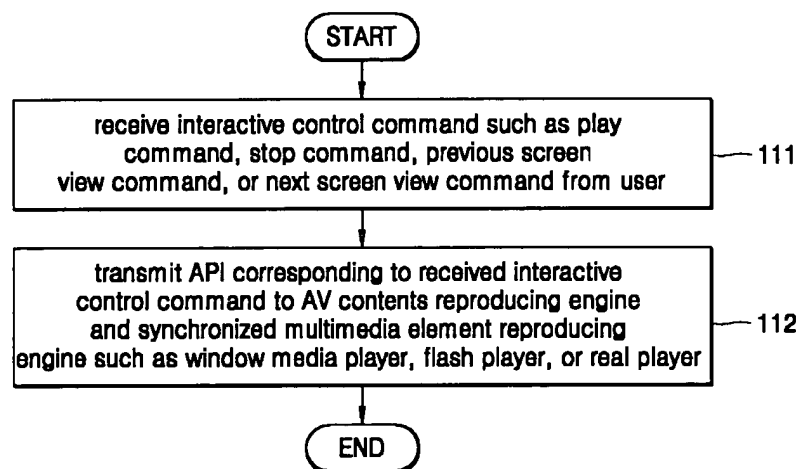 START
receive interactive control command such as play
command, stop command, previous screen
view command, or next screen view command from user
111
transmit API corresponding to received interactive
control command to AV contents reproducing engine
and synchronized multimedia element reproducing
engine such as window media player, flash player, or real player
112
END